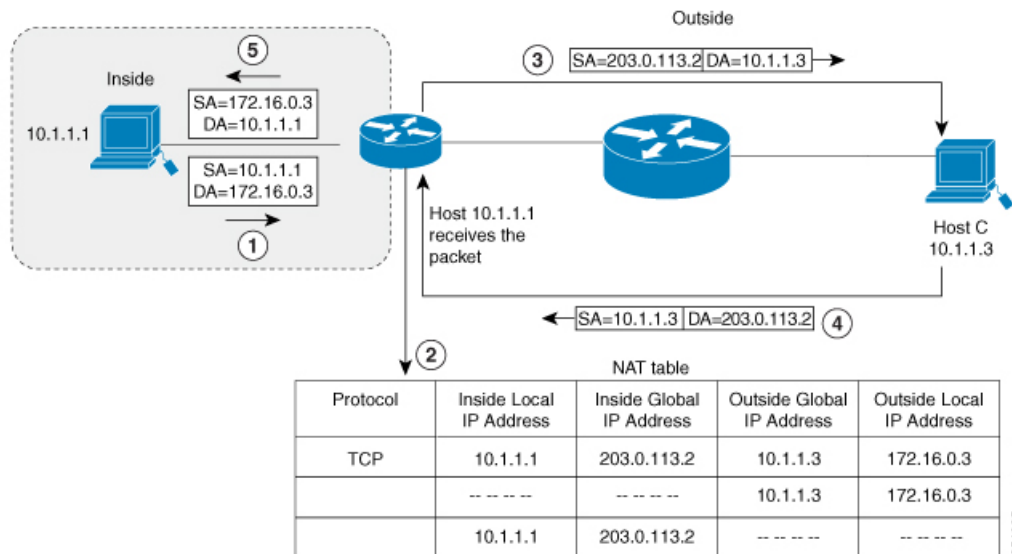 Outside
5
3
SA=203.0.113.2 DA=10.1.1.3
Inside
SA=172.16.0.3
DA=10.1.1.1
10.1.1.1
SA=10.1.1.1
DA=172.16.0.3
1
Host 10.1.1.1
receives the
packet
Host C
10.1.1.3
SA=10.1.1.3 DA=203.0.113.2
4
2
NAT table
Protocol Inside Local IP Address Inside Global IP Address Outside Global IP Address Outside Local IP Address
TCP 10.1.1.1 203.0.113.2 10.1.1.3 172.16.0.3
-- -- -- -- -- -- -- -- 10.1.1.3 172.16.0.3
10.1.1.1 203.0.113.2 -- -- -- -- -- -- -- --